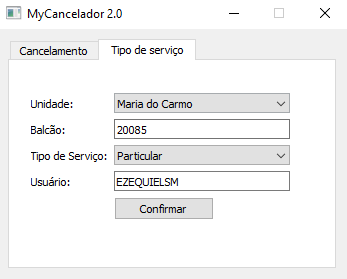 MyCancelador 2.0
Cancelamento Tipo de serviço
Unidade: Maria do Carmo
Balcão: 20085
Tipo de Serviço: Particular
Usuário: EZEQUIELSM
Confirmar